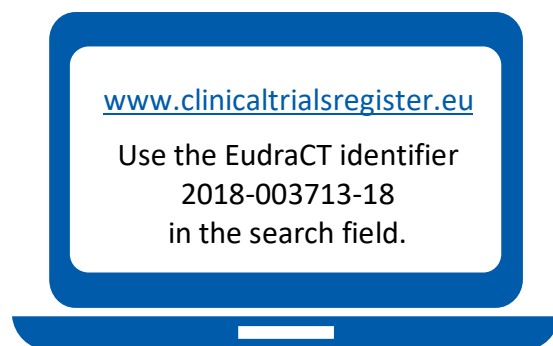 www.clinicaltrialsregister.eu
Use the EudraCT identifier
2018-003713-18
in the search field.